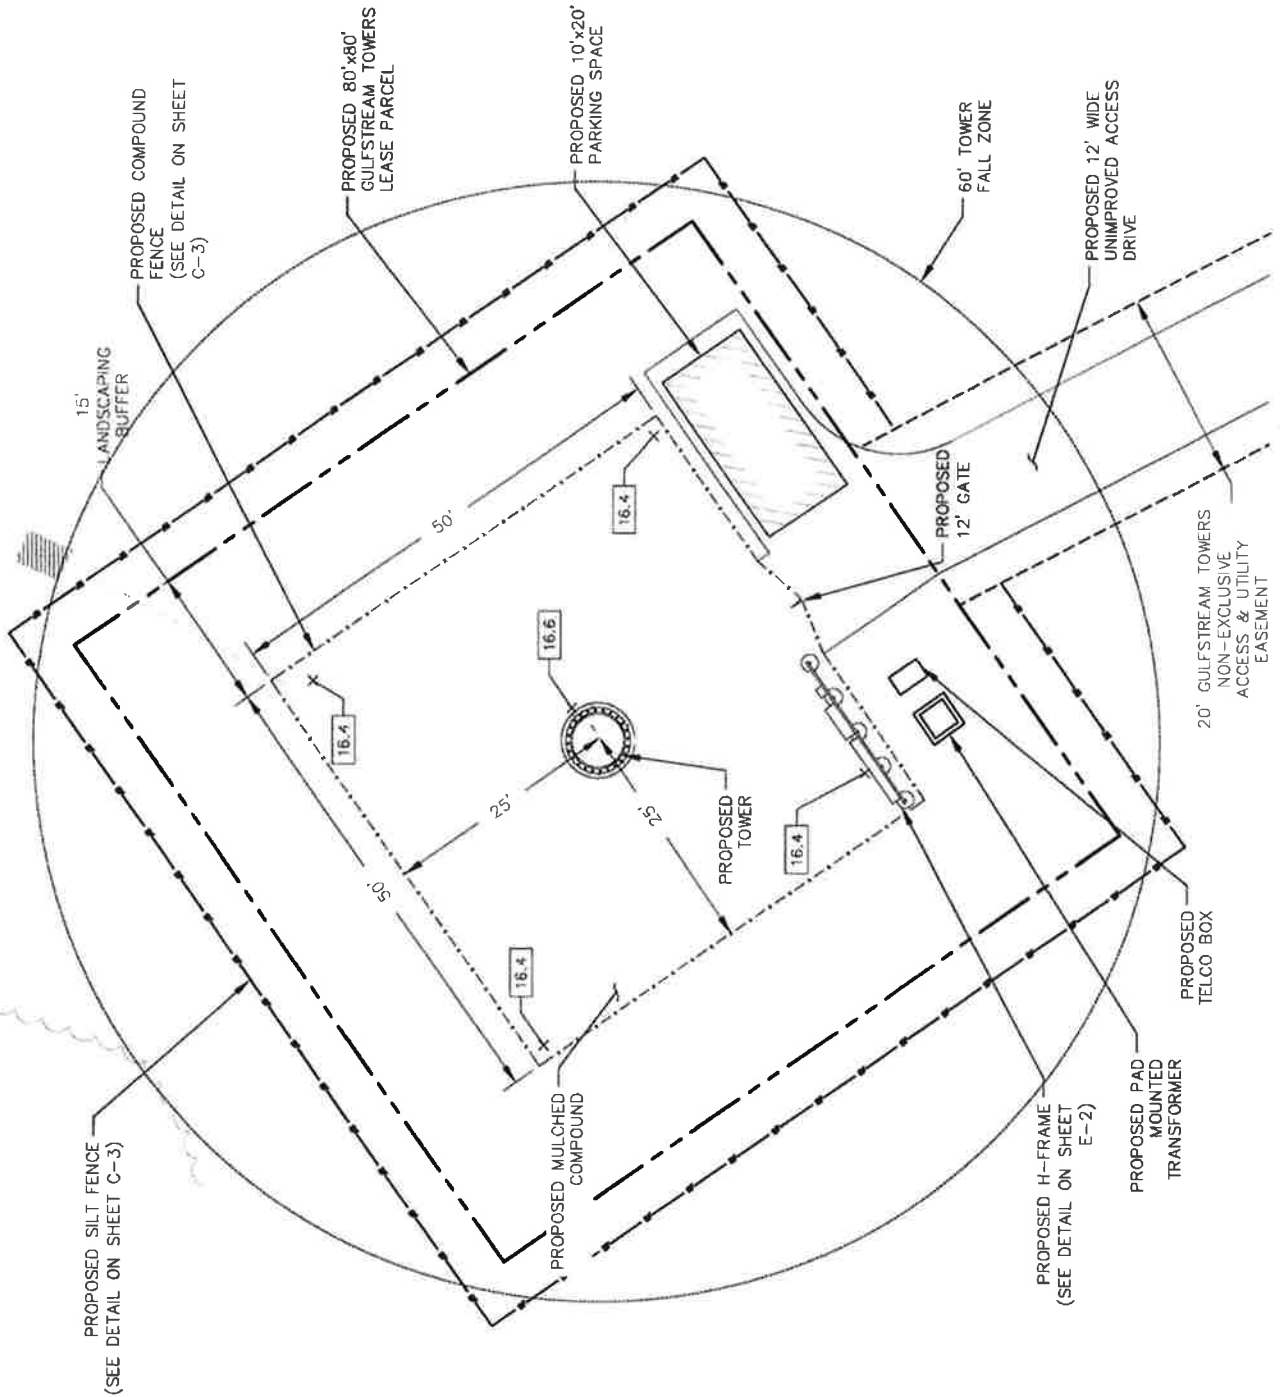 PROPOSED SILT FENCE
(SEE DETAIL ON SHEET C-3)
15'
LANDSCAPING
BUFFER
PROPOSED COMPOUND
FENCE
(SEE DETAIL ON SHEET
C-3)
PROPOSED 80'x80'
GULFSTREAM TOWERS
LEASE PARCEL
PROPOSED 10'x20'
PARKING SPACE
60' TOWER
FALL ZONE
PROPOSED 12' WIDE
UNIMPROVED ACCESS
DRIVE
50'
50'
16.4
16.4
16.6
16.4
16.4
25'
25'
PROPOSED
TOWER
PROPOSED
12' GATE
PROPOSED MULCHED
COMPOUND
PROPOSED H-FRAME
(SEE DETAIL ON SHEET
E-2)
PROPOSED PAD
MOUNTED
TRANSFORMER
PROPOSED
TELCO BOX
20' GULFSTREAM TOWERS
NON-EXCLUSIVE
ACCESS & UTILITY
EASEMENT